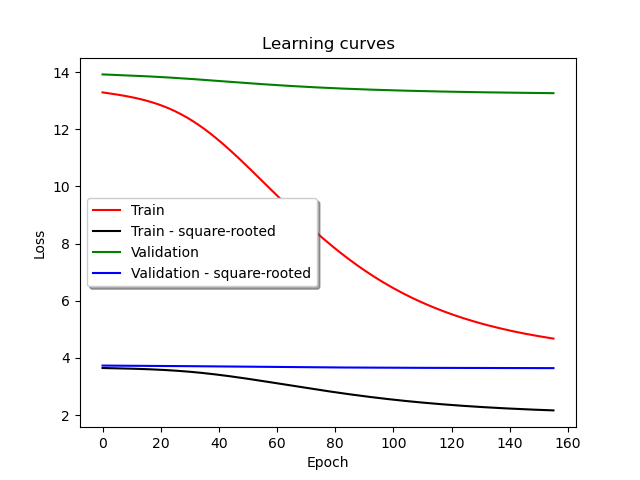 Learning curves
Loss
14
12
10
8
6
4
2
Train
Train - square-rooted
Validation
Validation - square-rooted
0 20 40 60 80 100 120 140 160
Epoch